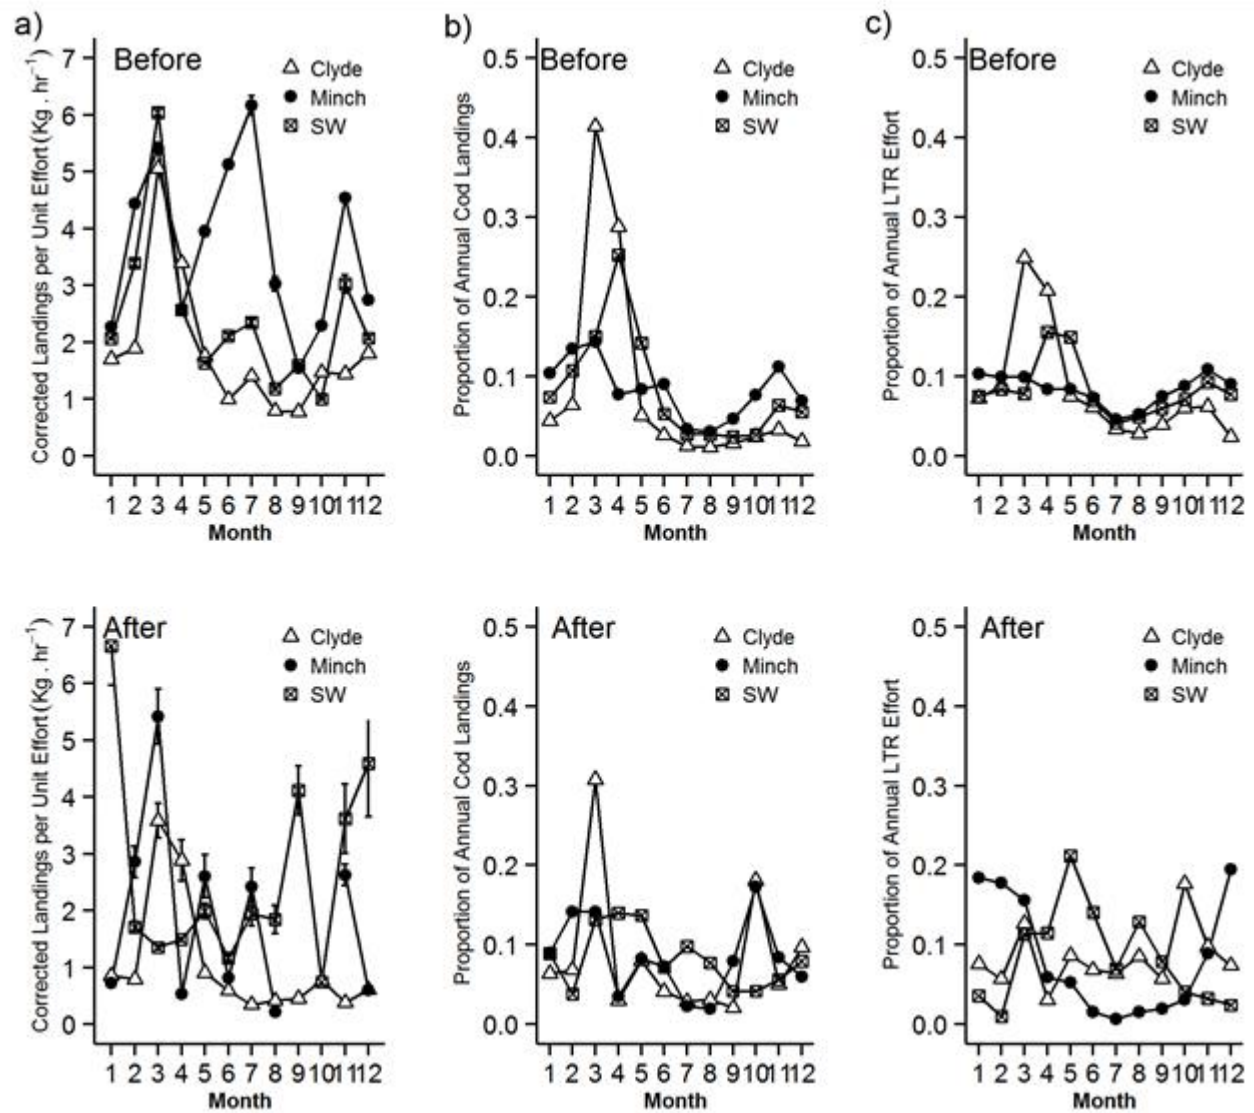 a)
Before
Clyde
Minch
SW
Corrected Landings per Unit Effort (Kg . hr⁻¹)
7
6
5
4
3
2
1
0
1 2 3 4 5 6 7 8 9 10 11 12
Month
b)
Before
Clyde
Minch
SW
Proportion of Annual Cod Landings
0.5
0.4
0.3
0.2
0.1
0.0
1 2 3 4 5 6 7 8 9 10 11 12
Month
c)
Before
Clyde
Minch
SW
Proportion of Annual LTR Effort
0.5
0.4
0.3
0.2
0.1
0.0
1 2 3 4 5 6 7 8 9 10 11 12
Month
After
Clyde
Minch
SW
Corrected Landings per Unit Effort (Kg . hr⁻¹)
7
6
5
4
3
2
1
0
1 2 3 4 5 6 7 8 9 10 11 12
Month
After
Clyde
Minch
SW
Proportion of Annual Cod Landings
0.5
0.4
0.3
0.2
0.1
0.0
1 2 3 4 5 6 7 8 9 10 11 12
Month
After
Clyde
Minch
SW
Proportion of Annual LTR Effort
0.5
0.4
0.3
0.2
0.1
0.0
1 2 3 4 5 6 7 8 9 10 11 12
Month